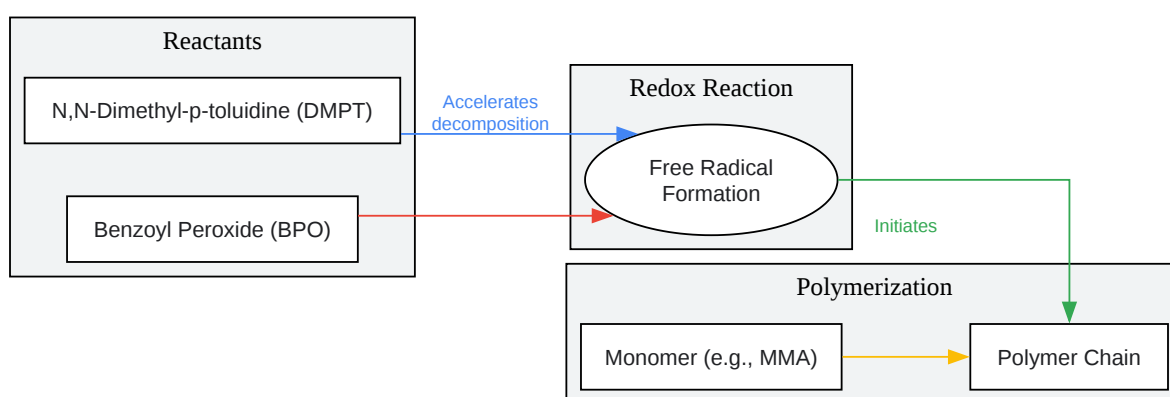 Reactants
N,N-Dimethyl-p-toluidine (DMPT)
Benzoyl Peroxide (BPO)
Accelerates
decomposition
Redox Reaction
Free Radical
Formation
Initiates
Polymerization
Monomer (e.g., MMA)
Polymer Chain